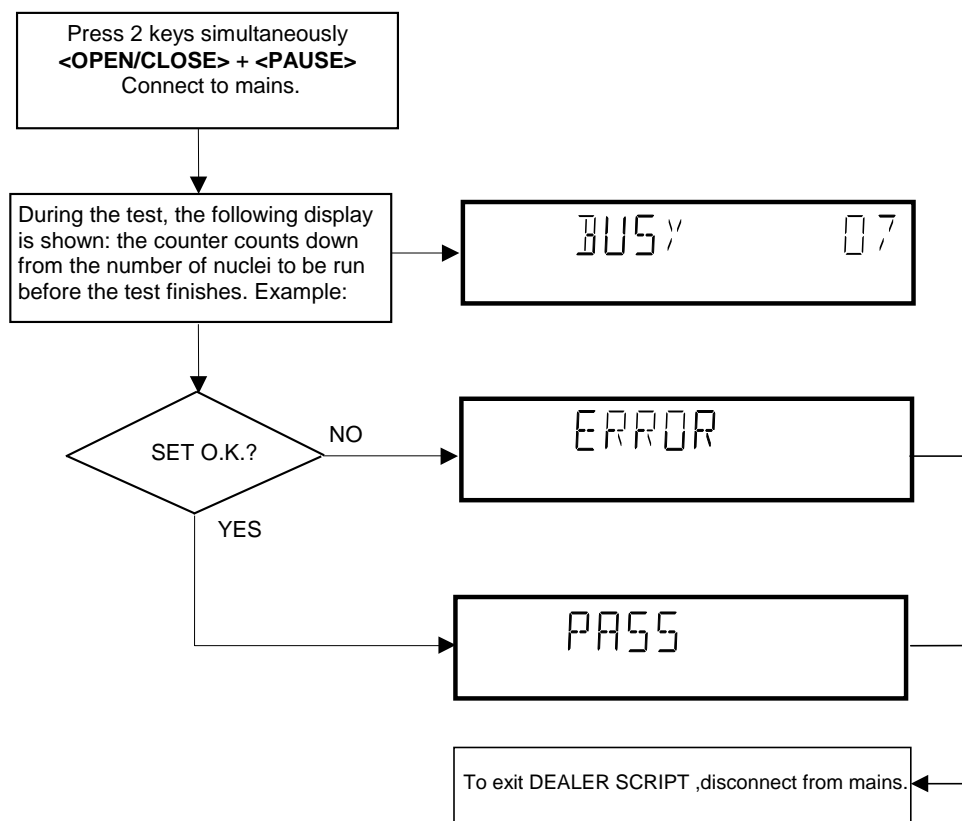 Press 2 keys simultaneously
<OPEN/CLOSE> + <PAUSE>
Connect to mains.
During the test, the following display
is shown: the counter counts down
from the number of nuclei to be run
before the test finishes. Example:
BUSY 07
SET O.K.?
NO
ERROR
YES
PASS
To exit DEALER SCRIPT ,disconnect from mains.